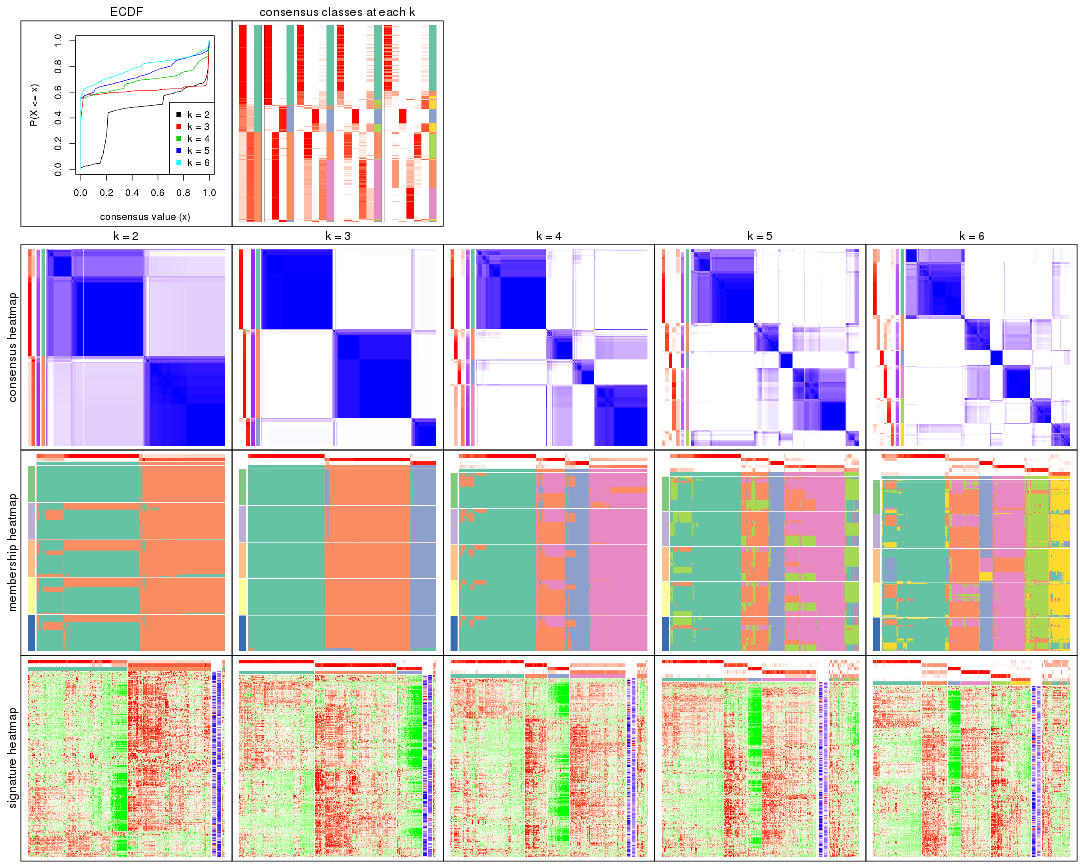 ECDF
consensus classes at each k
P(X <= x)
0.0 0.2 0.4 0.6 0.8 1.0
k = 2
k = 3
k = 4
k = 5
k = 6
0.0 0.2 0.4 0.6 0.8 1.0
consensus value (x)
k = 2
k = 3
k = 4
k = 5
k = 6
consensus heatmap
membership heatmap
signature heatmap